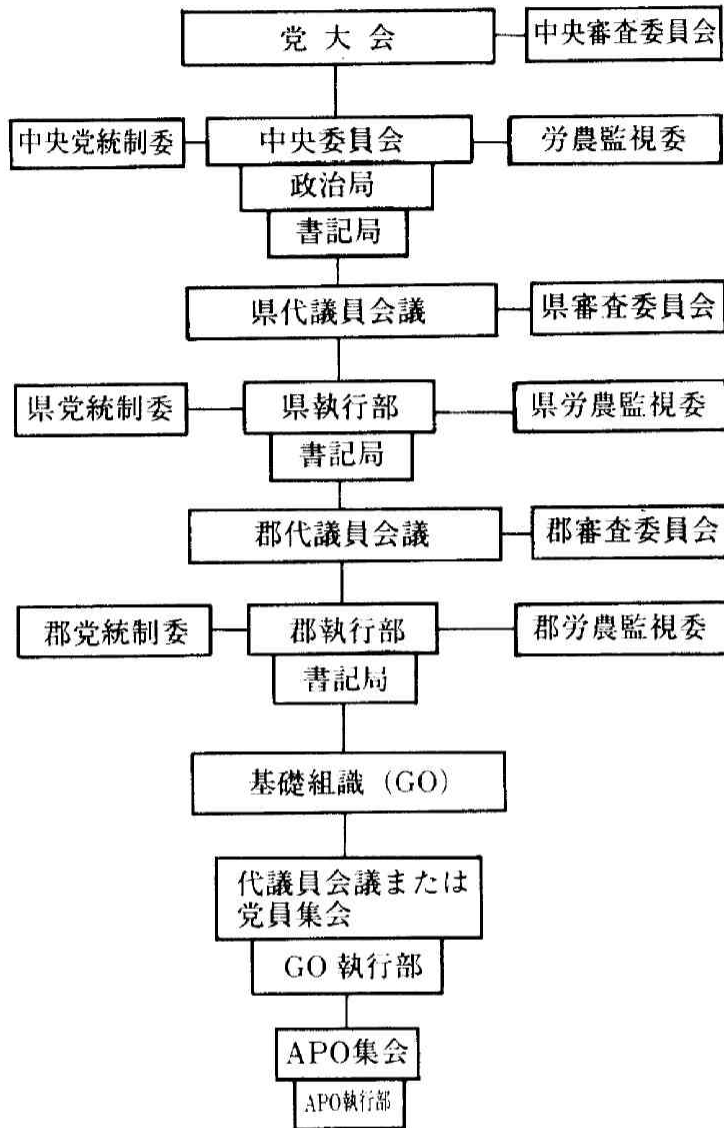 党大会
中央審査委員会
中央党統制委
中央委員会
労農監視委
政治局
書記局
県代議員会議
県審査委員会
県党統制委
県執行部
県労農監視委
書記局
郡代議員会議
郡審査委員会
郡党統制委
郡執行部
郡労農監視委
書記局
基礎組織（GO）
代議員会議または
党員集会
GO 執行部
APO集会
APO執行部